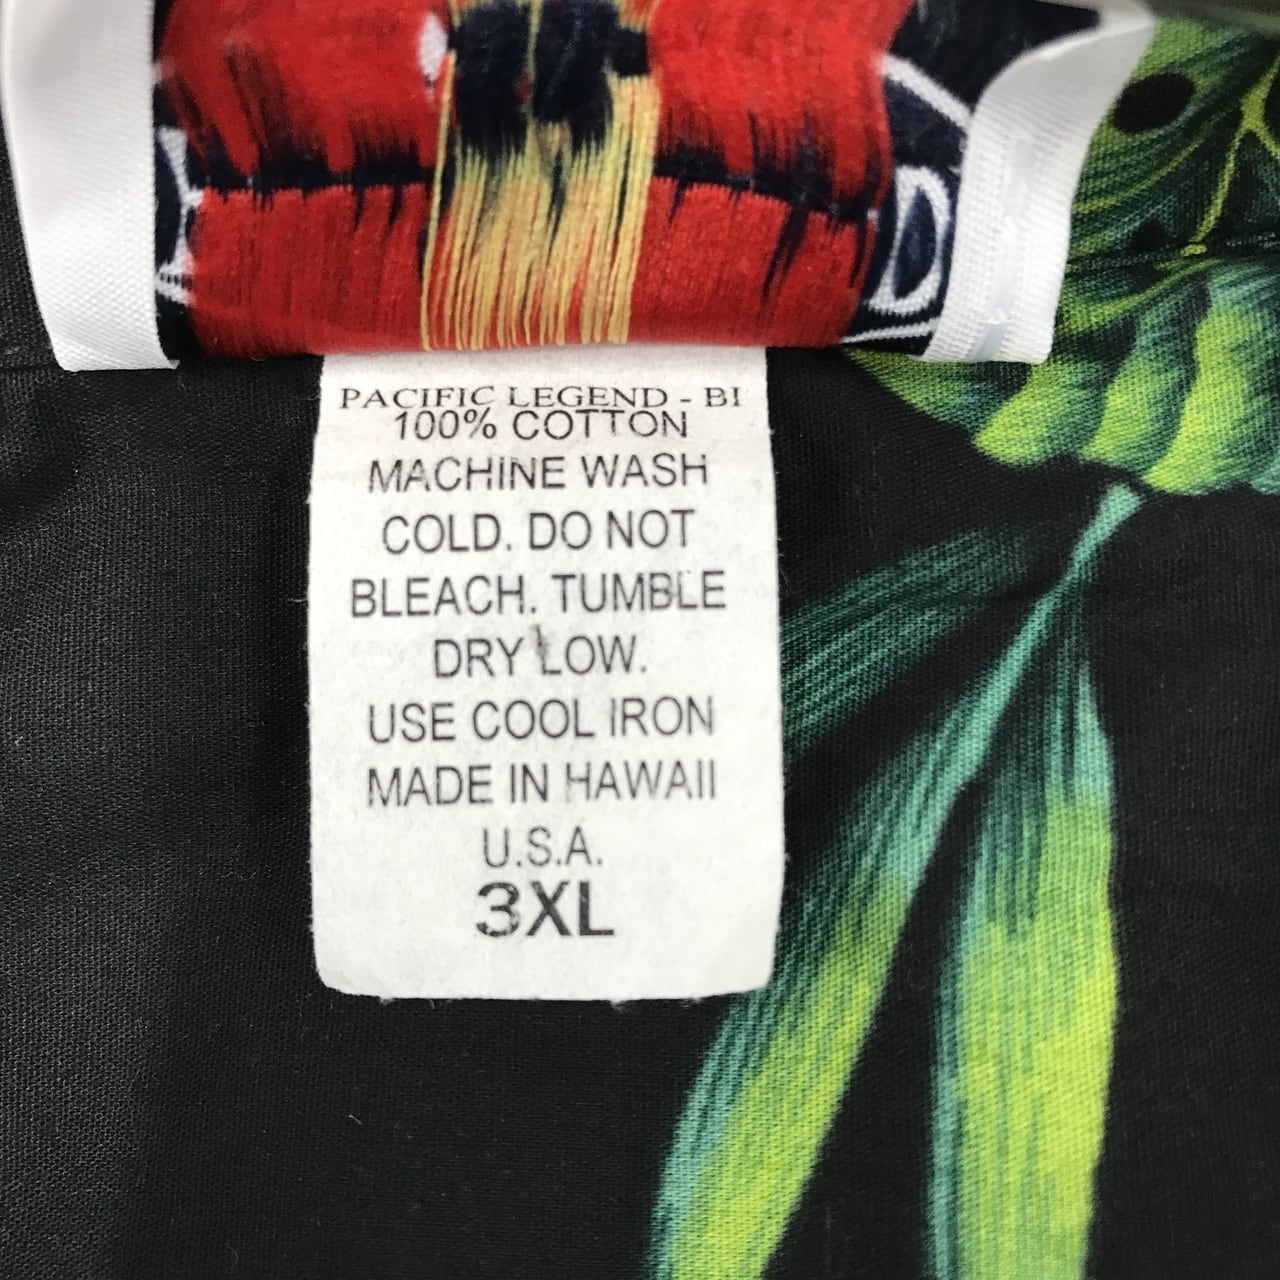 PACIFIC LEGEND - BI
100% COTTON
MACHINE WASH
COLD. DO NOT
BLEACH. TUMBLE
DRY LOW.
USE COOL IRON
MADE IN HAWAII
U.S.A.
3XL